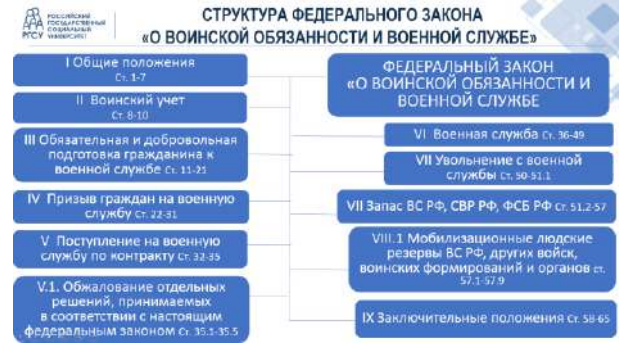 РОССИЙСКИЙ
ГОСУДАРСТВЕННЫЙ
СОЦИАЛЬНЫЙ
УНИВЕРСИТЕТ
РГСУ
СТРУКТУРА ФЕДЕРАЛЬНОГО ЗАКОНА
«О ВОИНСКОЙ ОБЯЗАННОСТИ И ВОЕННОЙ СЛУЖБЕ»
I Общие положения
Ст. 1-7
II Воинский учет
Ст. 8-10
III Обязательная и добровольная
подготовка гражданина к
военной службе Ст. 11-21
IV Призыв граждан на военную
службу Ст. 22-31
V Поступление на военную
службу по контракту Ст. 32-35
V.1. Обжалование отдельных
решений, принимаемых
в соответствии с настоящим
федеральным законом Ст. 35.1-35.5
ФЕДЕРАЛЬНЫЙ ЗАКОН
«О ВОИНСКОЙ ОБЯЗАННОСТИ И
ВОЕННОЙ СЛУЖБЕ
VI Военная служба Ст. 36-49
VII Увольнение с военной
службы Ст. 50-51.1
VII Запас ВС РФ, СВР РФ, ФСБ РФ Ст. 51.2-57
VIII.1 Мобилизационные людские
резервы ВС РФ, других войск,
воинских формирований и органов ст.
57.1-57.9
IX Заключительные положения Ст. 58-65